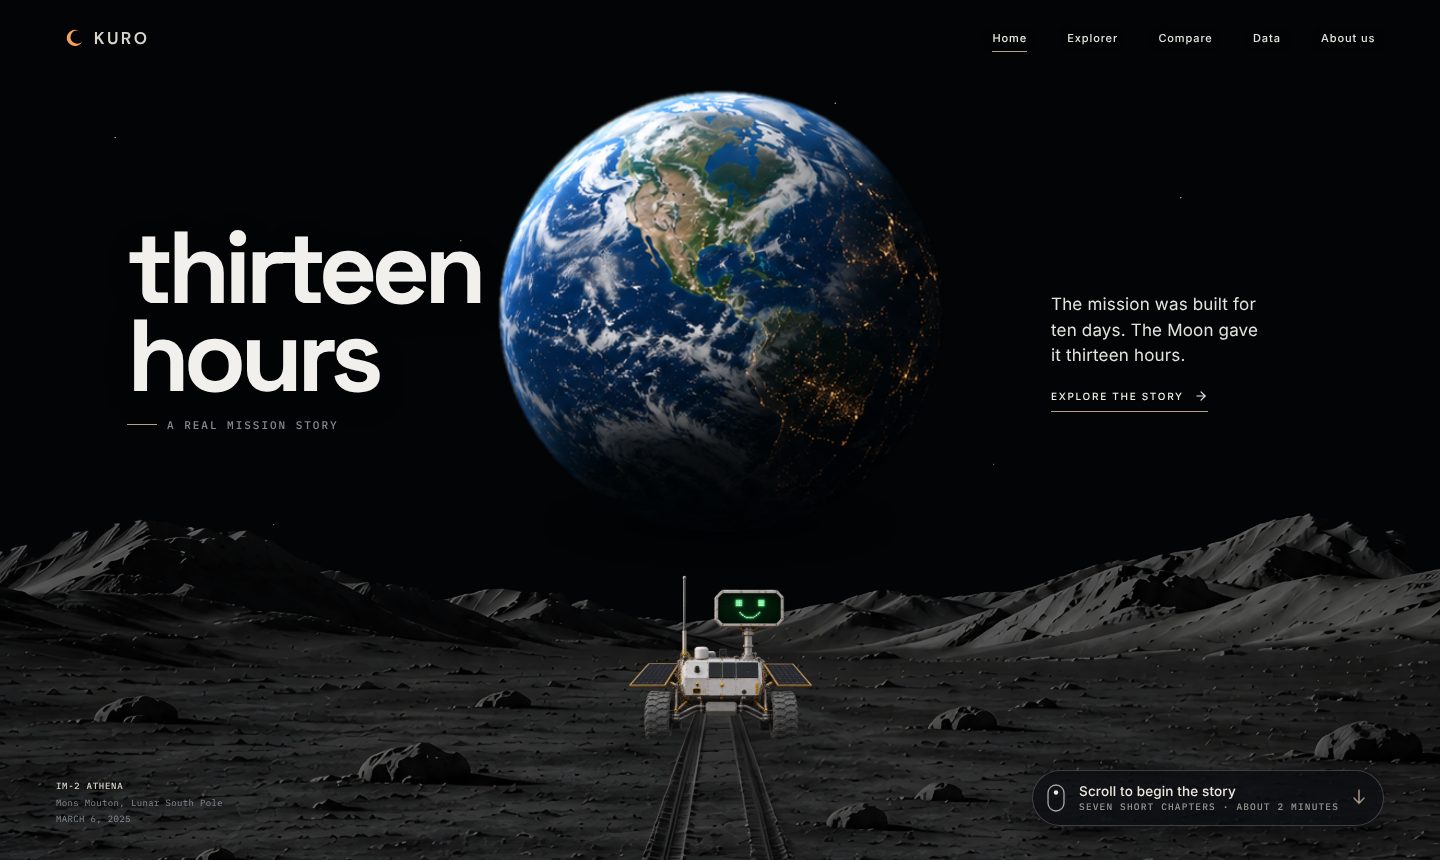 KURO
Home
Explorer
Compare
Data
About us
thirteen
hours
A REAL MISSION STORY
The mission was built for
ten days. The Moon gave
it thirteen hours.
EXPLORE THE STORY
IM-2 ATHENA
Mons Mouton, Lunar South Pole
MARCH 6, 2025
Scroll to begin the story
SEVEN SHORT CHAPTERS · ABOUT 2 MINUTES